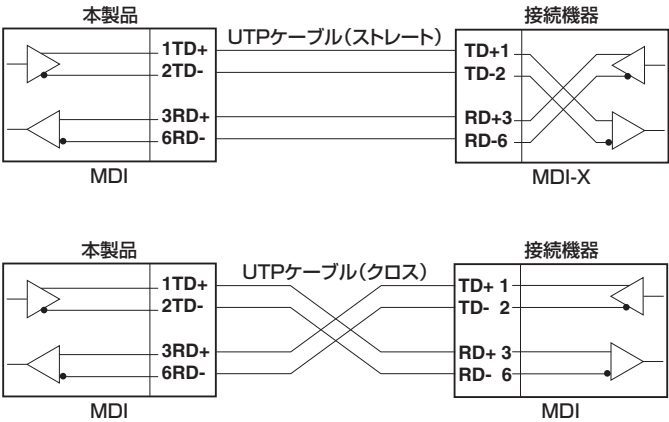 本製品
接続機器
UTPケーブル(ストレート)
1TD+
2TD-
3RD+
6RD-
TD+1
TD-2
RD+3
RD-6
MDI
MDI-X
本製品
接続機器
UTPケーブル(クロス)
1TD+
2TD-
3RD+
6RD-
TD+ 1
TD- 2
RD+ 3
RD- 6
MDI
MDI